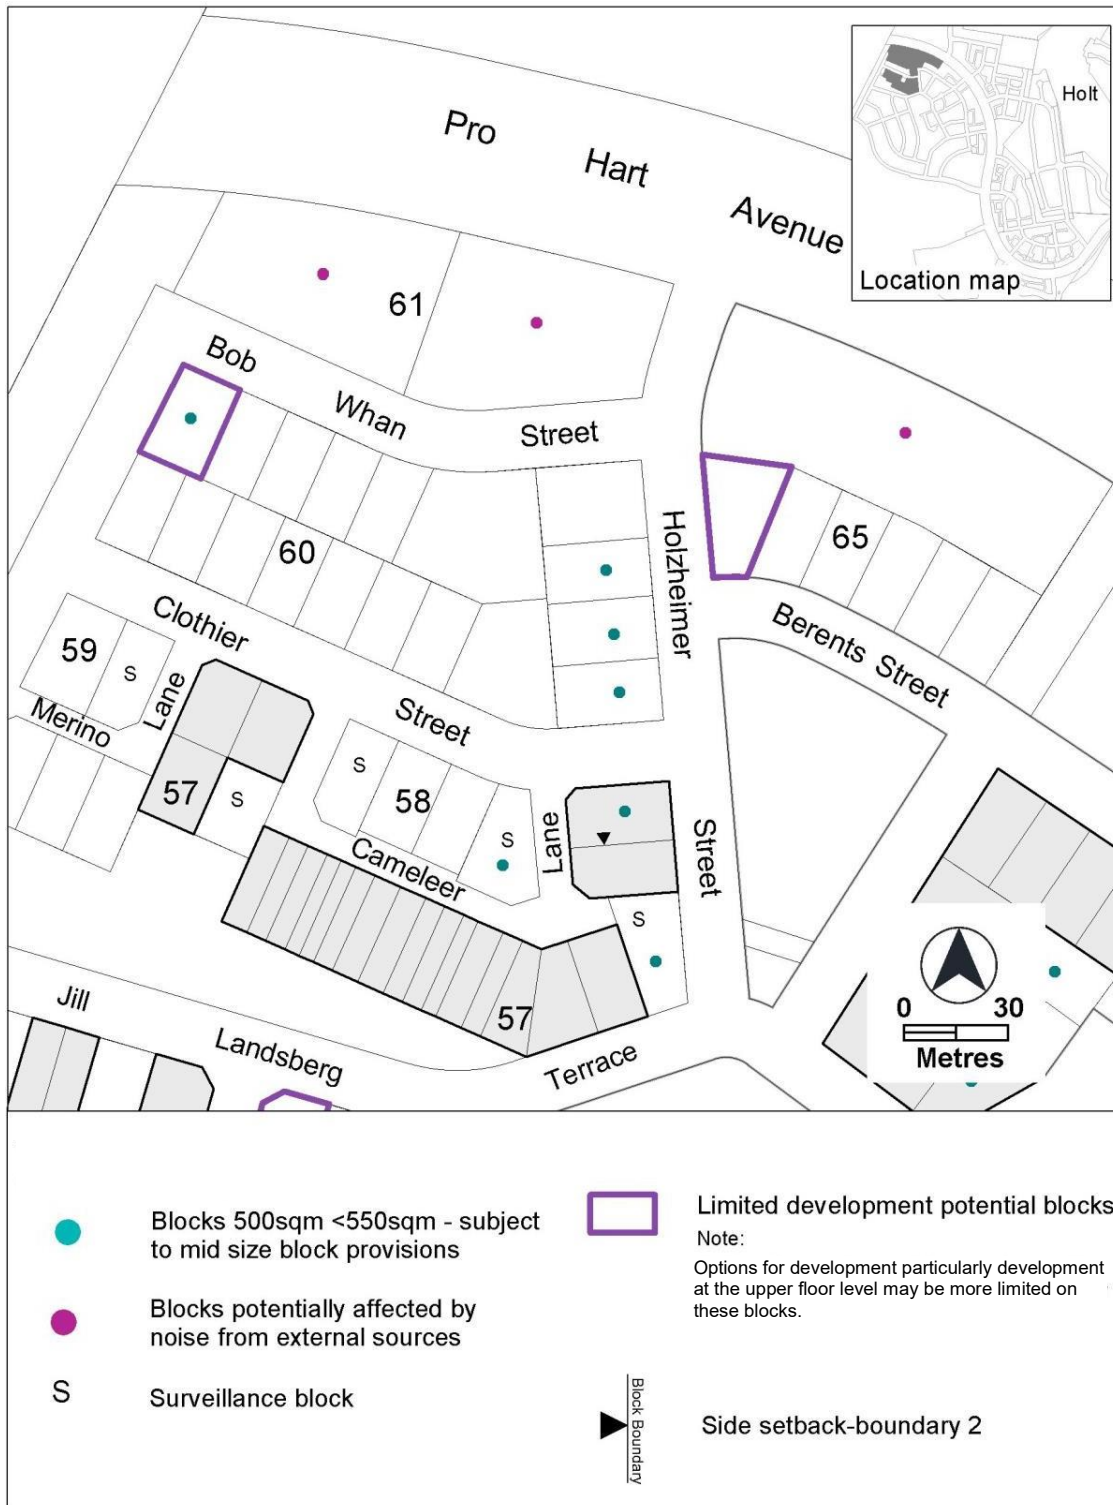 Pro Hart Avenue
Holt
Location map
61
Bob Whan Street
Holzheimer Street
65
60
Berents Street
Clothier Street
59
S
Lane
Merino
57
S
S
58
S
Lane
Cameleer
S
57
Jill Landsberg Terrace
0 30
Metres
Blocks 500sqm <550sqm - subject
to mid size block provisions
Blocks potentially affected by
noise from external sources
S Surveillance block
Limited development potential blocks
Note:
Options for development particularly development
at the upper floor level may be more limited on
these blocks.
Block Boundary
Side setback-boundary 2